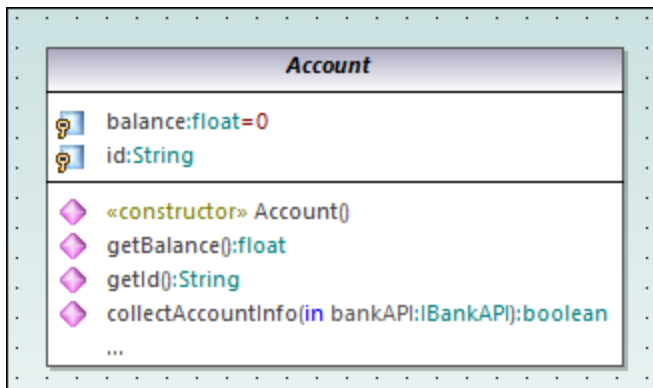 Account
balance:float=0
id:String
«constructor» Account()
getBalance():float
getId():String
collectAccountInfo(in bankAPI:IBankAPI):boolean
...